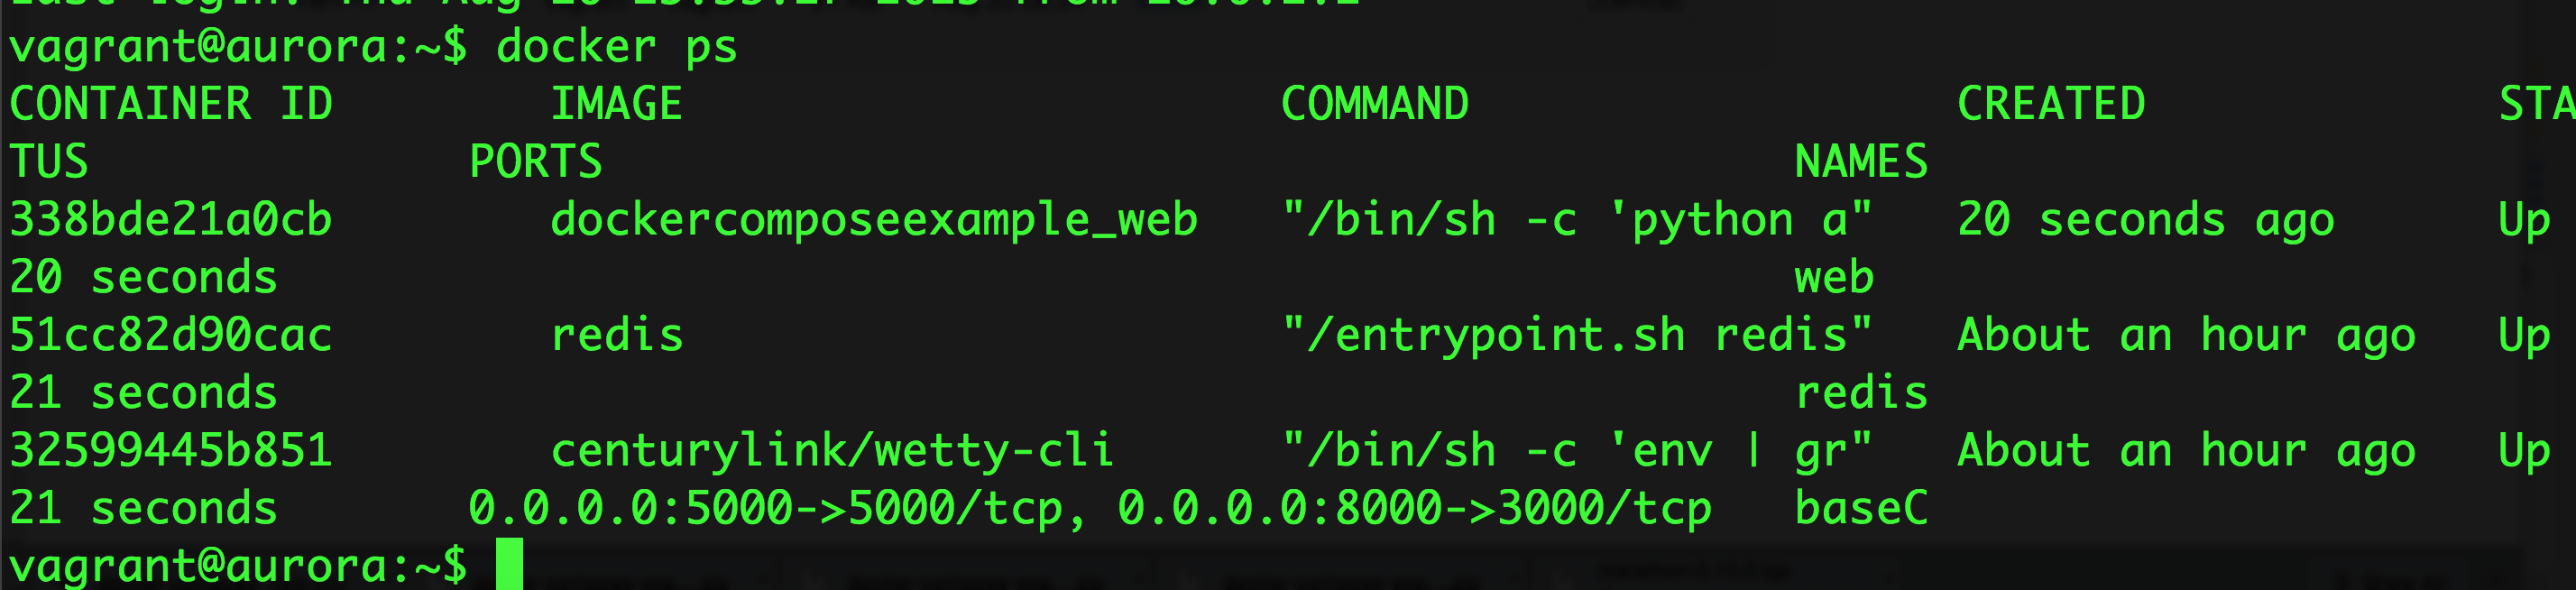 vagrant@aurora:~$ docker ps
CONTAINER ID        IMAGE                      COMMAND                  CREATED             STA
TUS              PORTS                                            NAMES
338bde21a0cb        dockercomposeexample_web   "/bin/sh -c 'python a"   20 seconds ago      Up
20 seconds                                                        web
51cc82d90cac        redis                      "/entrypoint.sh redis"   About an hour ago   Up
21 seconds                                                        redis
32599445b851        centurylink/wetty-cli      "/bin/sh -c 'env | gr"   About an hour ago   Up
21 seconds       0.0.0.0:5000->5000/tcp, 0.0.0.0:8000->3000/tcp   baseC
vagrant@aurora:~$